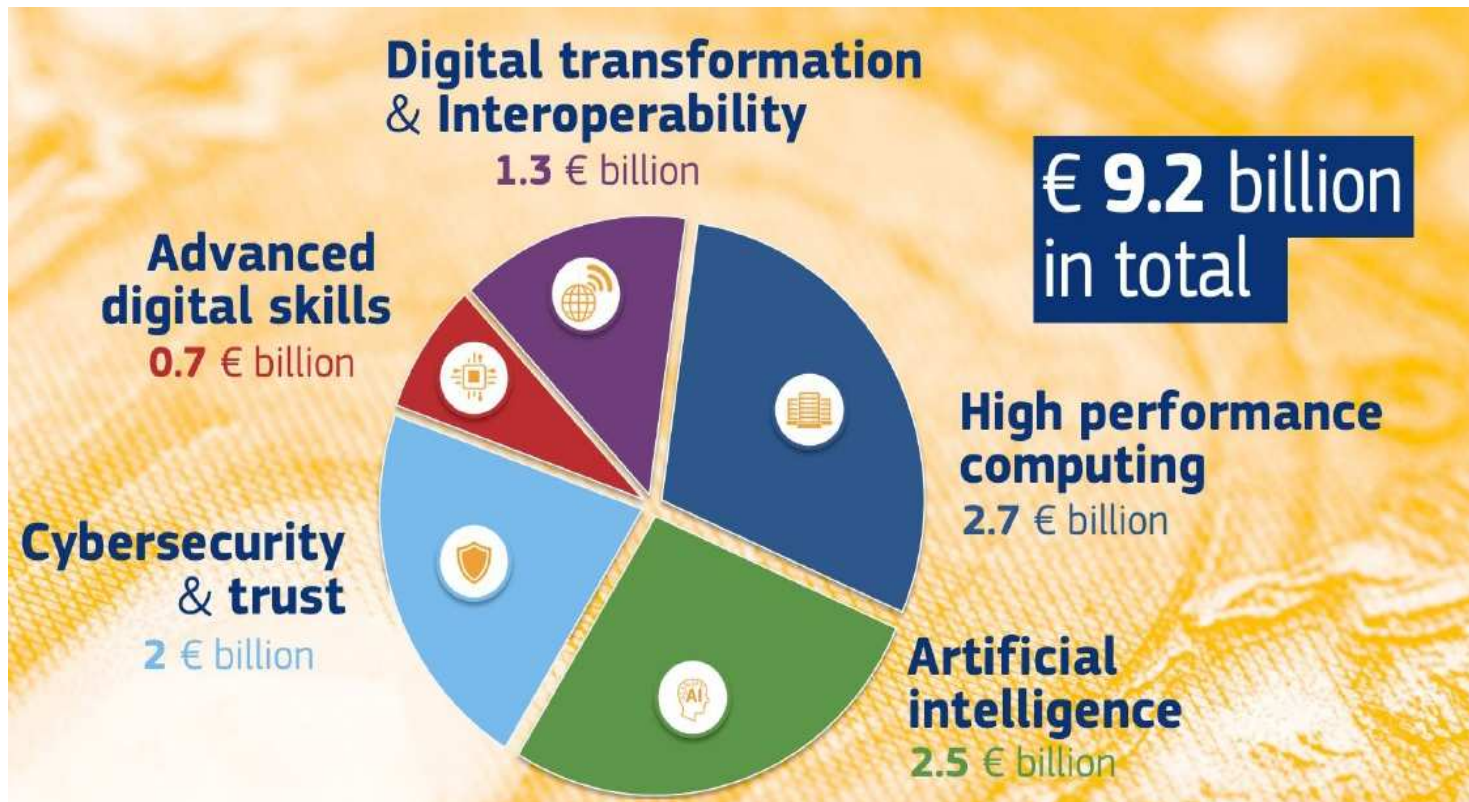 Digital transformation
& Interoperability
1.3 € billion
€ 9.2 billion
in total
Advanced
digital skills
0.7 € billion
High performance
computing
2.7 € billion
Cybersecurity
& trust
2 € billion
Artificial
intelligence
2.5 € billion
AI